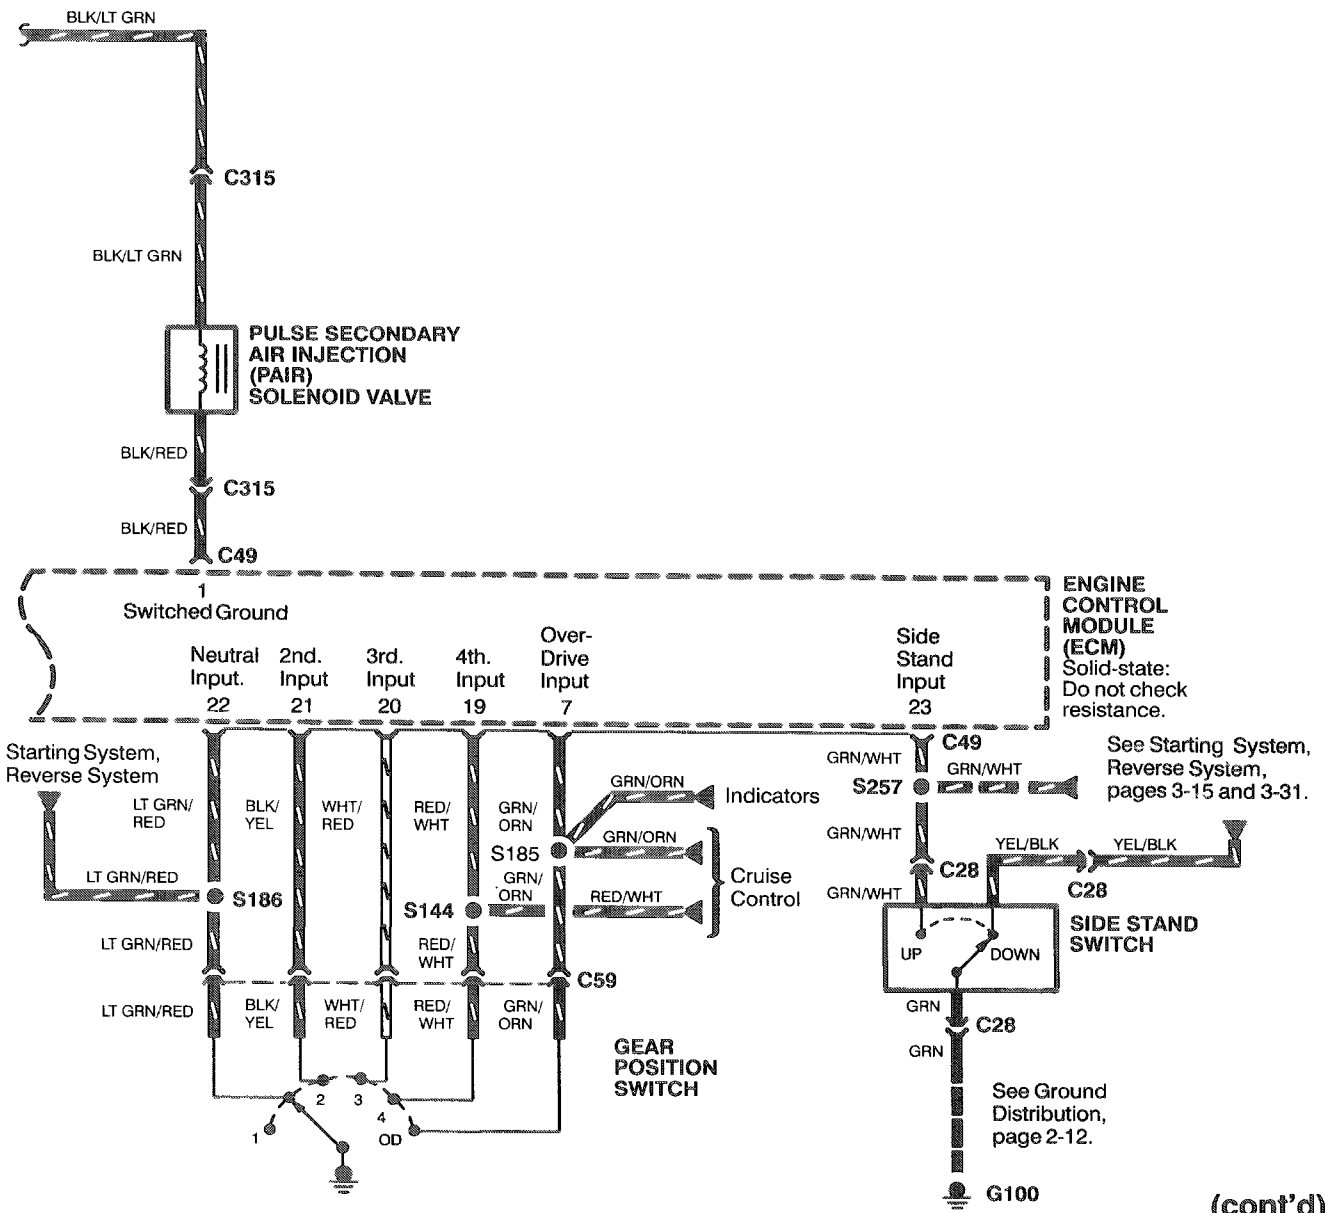 BLK/LT GRN
C315
BLK/LT GRN
PULSE SECONDARY
AIR INJECTION
(PAIR)
SOLENOID VALVE
BLK/RED
C315
BLK/RED
C49
1
Switched Ground
ENGINE
CONTROL
MODULE
(ECM)
Solid-state:
Do not check
resistance.
Neutral
Input.
22
2nd.
Input
21
3rd.
Input
20
4th.
Input
19
Over-
Drive
Input
7
Side
Stand
Input
23
Starting System,
Reverse System
LT GRN/
RED
BLK/
YEL
WHT/
RED
RED/
WHT
GRN/
ORN
GRN/ORN
Indicators
GRN/ORN
S185
GRN/
ORN
RED/WHT
Cruise
Control
LT GRN/RED
S186
S144
LT GRN/RED
RED/
WHT
C59
LT GRN/RED
BLK/
YEL
WHT/
RED
RED/
WHT
GRN/
ORN
GEAR
POSITION
SWITCH
1
2
3
4
OD
C49
GRN/WHT
GRN/WHT
S257
See Starting System,
Reverse System,
pages 3-15 and 3-31.
GRN/WHT
YEL/BLK
YEL/BLK
C28
C28
GRN/WHT
UP
DOWN
SIDE STAND
SWITCH
GRN
C28
GRN
See Ground
Distribution,
page 2-12.
G100
(cont'd)